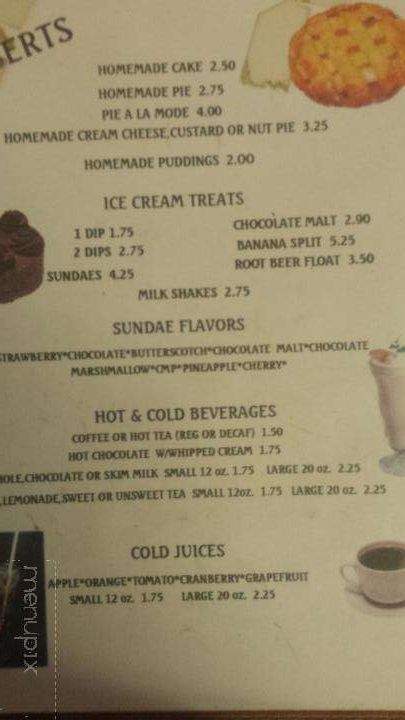 HOMEMADE CAKE 2.50
HOMEMADE PIE 2.75
PIE A LA MODE 4.00
HOMEMADE CREAM CHEESE,CUSTARD OR NUT PIE 3.25
HOMEMADE PUDDINGS 2.00
ICE CREAM TREATS
1 DIP 1.75
2 DIPS 2.75
SUNDAES 4.25
CHOCOLATE MALT 2.90
BANANA SPLIT 5.25
ROOT BEER FLOAT 3.50
MILK SHAKES 2.75
SUNDAE FLAVORS
STRAWBERRY*CHOCOLATE*BUTTERSCOTCH*CHOCOLATE MALT*CHOCOLATE
MARSHMALLOW*CMP*PINEAPPLE*CHERRY*
HOT & COLD BEVERAGES
COFFEE OR HOT TEA (REG OR DECAF) 1.50
HOT CHOCOLATE W/WHIPPED CREAM 1.75
HOLE,CHOCOLATE OR SKIM MILK SMALL 12 oz. 1.75 LARGE 20 oz. 2.25
,LEMONADE,SWEET OR UNSWEET TEA SMALL 12oz. 1.75 LARGE 20 oz. 2.25
COLD JUICES
APPLE*ORANGE*TOMATO*CRANBERRY*GRAPEFRUIT
SMALL 12 oz. 1.75 LARGE 20 oz. 2.25
menupix